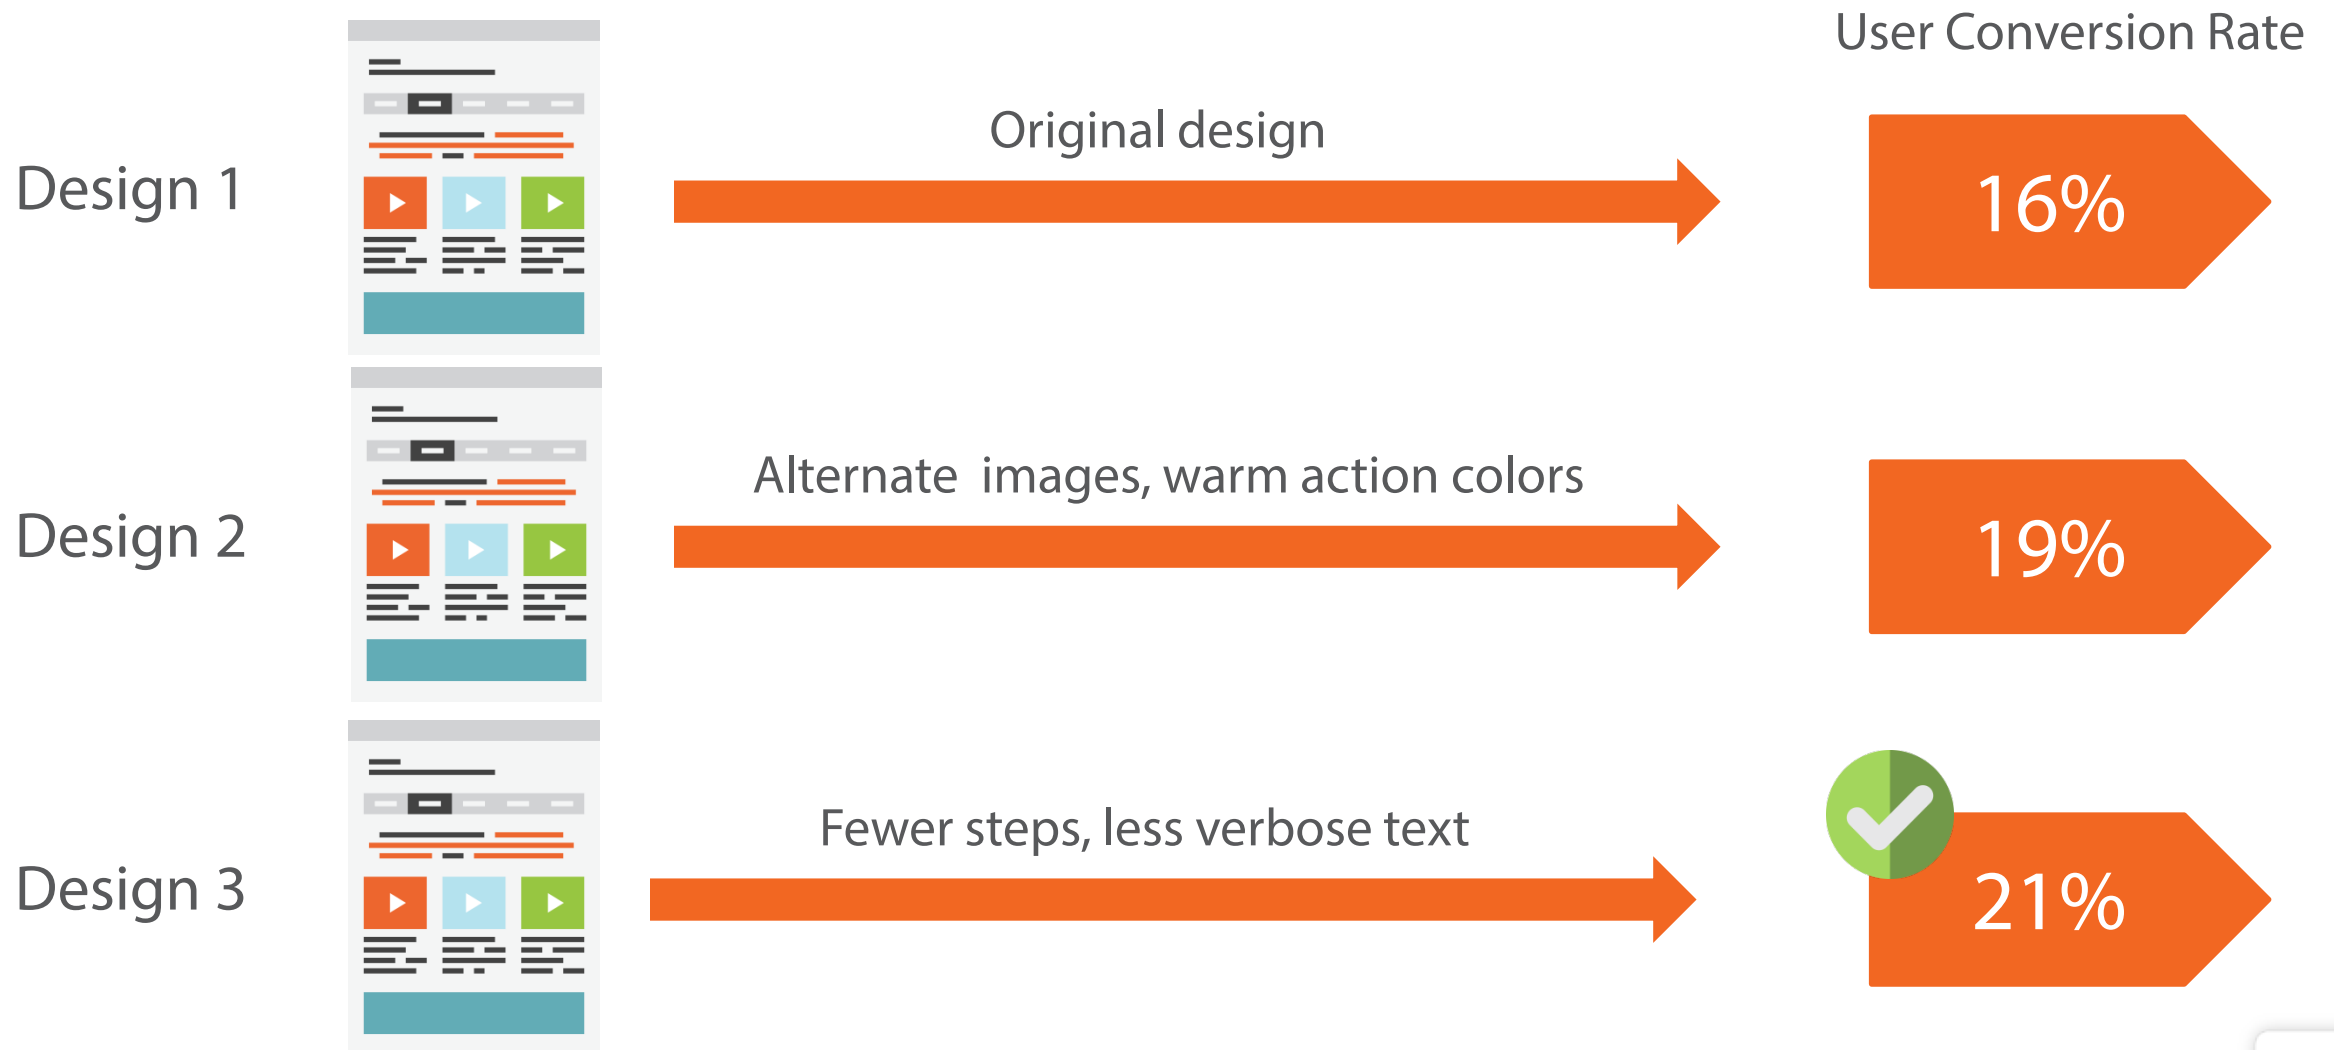 User Conversion Rate
Design 1
Original design
16%
Design 2
Alternate images, warm action colors
19%
Design 3
Fewer steps, less verbose text
21%